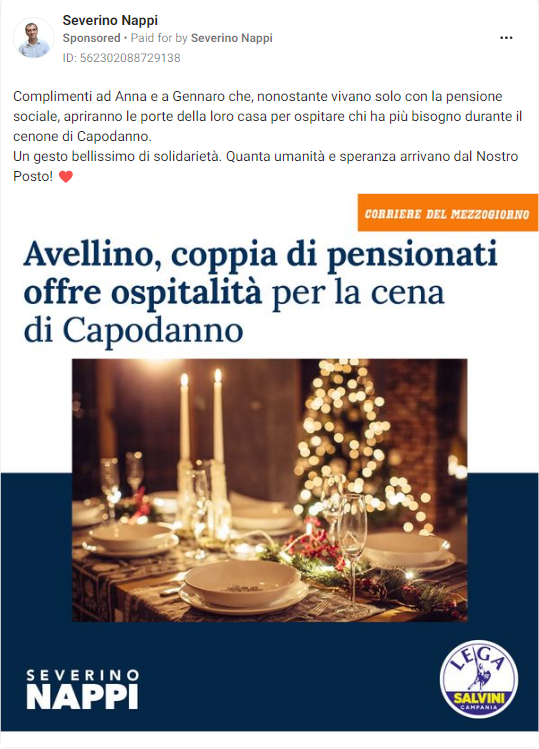 Severino Nappi
Sponsored • Paid for by Severino Nappi
ID: 562302088729138
Complimenti ad Anna e a Gennaro che, nonostante vivano solo con la pensione
sociale, apriranno le porte della loro casa per ospitare chi ha più bisogno durante il
cenone di Capodanno.
Un gesto bellissimo di solidarietà. Quanta umanità e speranza arrivano dal Nostro
Posto! ❤️
CORRIERE DEL MEZZOGIORNO
Avellino, coppia di pensionati
offre ospitalità per la cena
di Capodanno
SEVERINO
NAPPI
LEGA
SALVINI
CAMPANIA